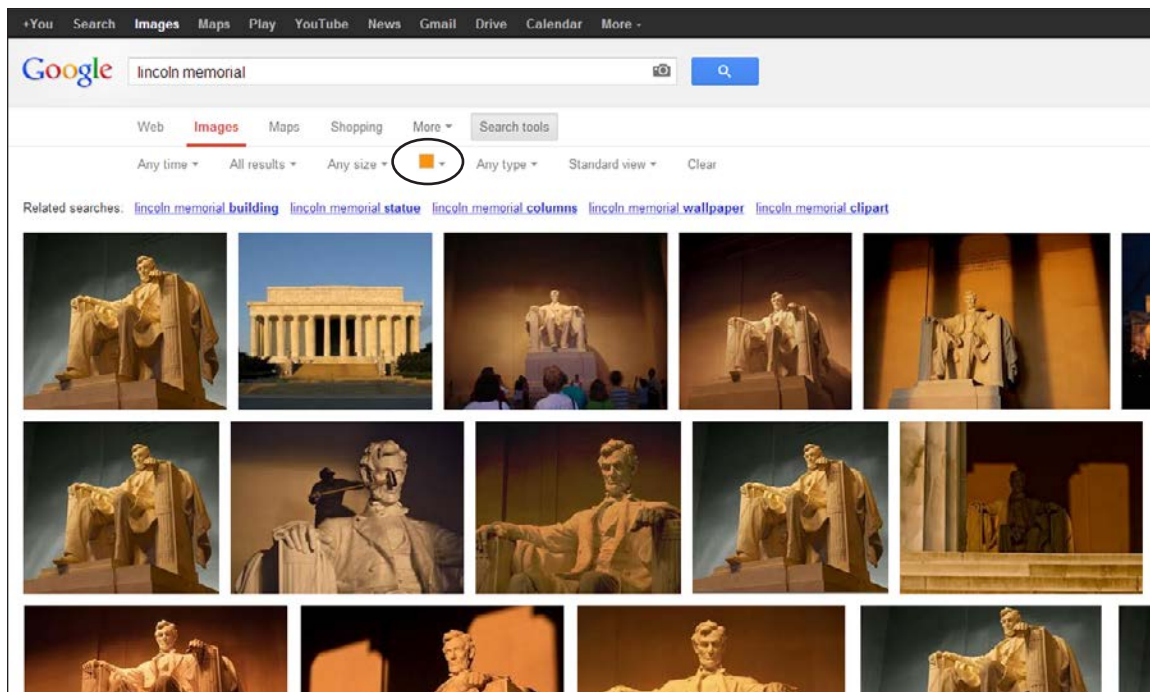 +You Search Images Maps Play YouTube News Gmail Drive Calendar More
Google lincoln memorial
Web Images Maps Shopping More Search tools
Any time All results Any size Any type Standard view Clear
Related searches: lincoln memorial building lincoln memorial statue lincoln memorial columns lincoln memorial wallpaper lincoln memorial clipart